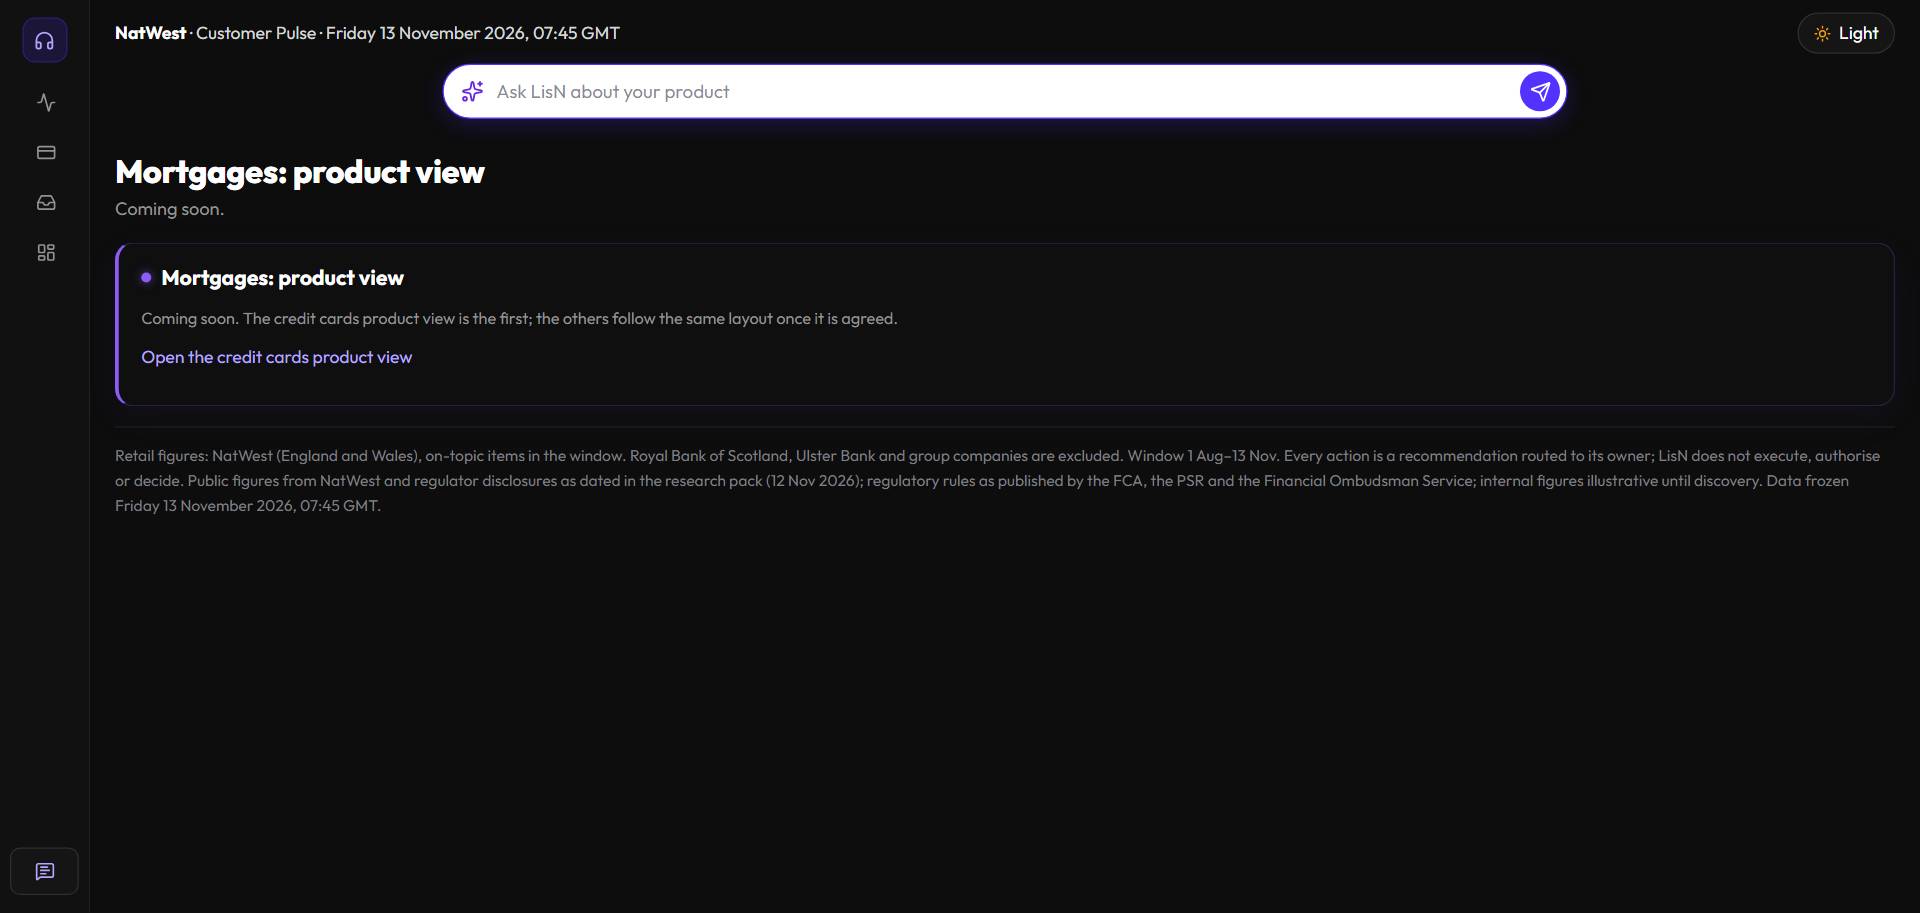 NatWest · Customer Pulse · Friday 13 November 2026, 07:45 GMT
Light
Ask LisN about your product
Mortgages: product view
Coming soon.
Mortgages: product view
Coming soon. The credit cards product view is the first; the others follow the same layout once it is agreed.
Open the credit cards product view
Retail figures: NatWest (England and Wales), on-topic items in the window. Royal Bank of Scotland, Ulster Bank and group companies are excluded. Window 1 Aug–13 Nov. Every action is a recommendation routed to its owner; LisN does not execute, authorise
or decide. Public figures from NatWest and regulator disclosures as dated in the research pack (12 Nov 2026); regulatory rules as published by the FCA, the PSR and the Financial Ombudsman Service; internal figures illustrative until discovery. Data frozen
Friday 13 November 2026, 07:45 GMT.